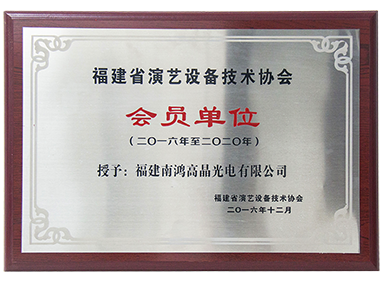 福建省演艺设备技术协会
会员单位
（二〇一六年至二〇二〇年）
授予：福建南鸿高晶光电有限公司
福建省演艺设备技术协会
二〇一六年十二月